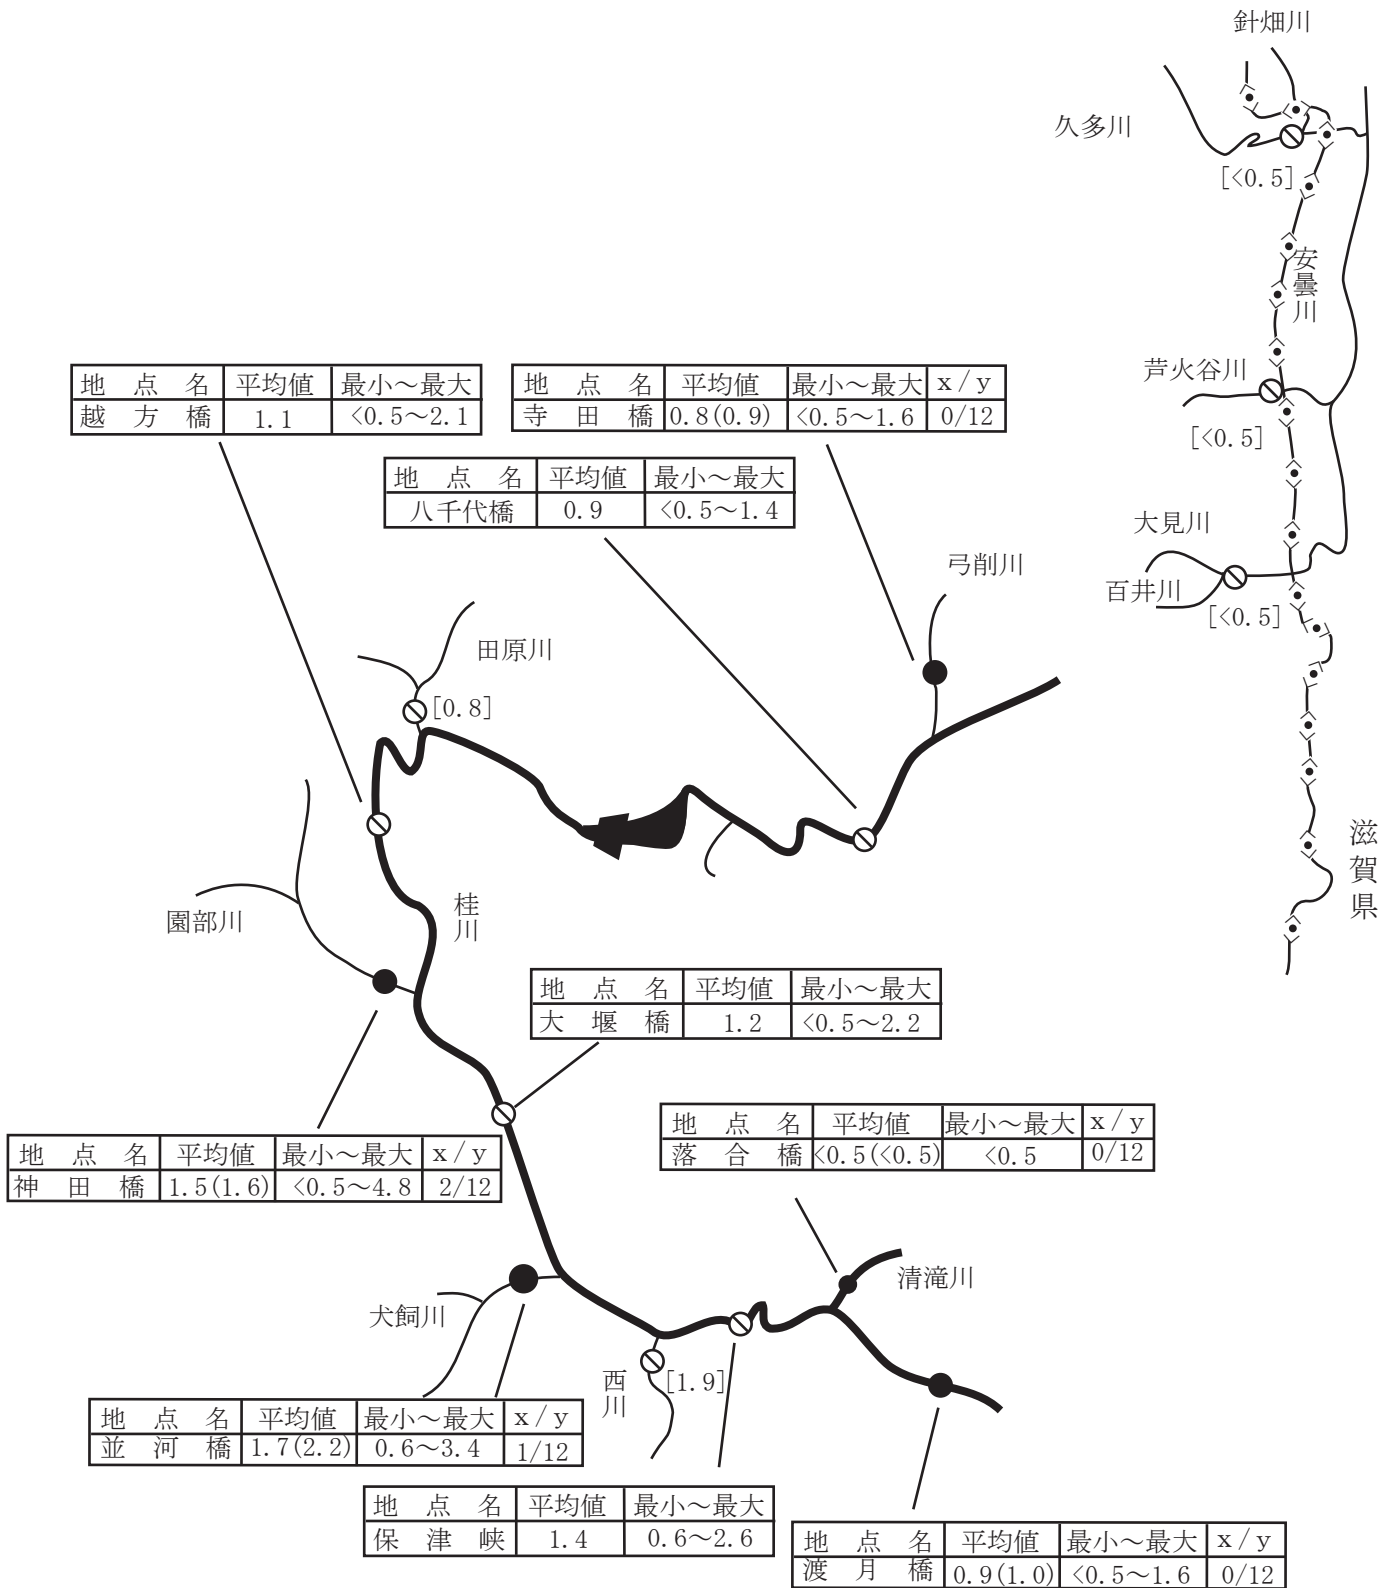 針畑川
久多川
[<0.5]
安曇川
芦火谷川
[<0.5]
大見川
百井川
[<0.5]
滋賀県
地 点 名 平均値 最小～最大
越 方 橋 1.1 <0.5～2.1
地 点 名 平均値 最小～最大 x/y
寺 田 橋 0.8(0.9) <0.5～1.6 0/12
地 点 名 平均値 最小～最大
八千代橋 0.9 <0.5～1.4
弓削川
田原川
[0.8]
園部川
桂川
地 点 名 平均値 最小～最大
大 堰 橋 1.2 <0.5～2.2
地 点 名 平均値 最小～最大 x/y
神 田 橋 1.5(1.6) <0.5～4.8 2/12
地 点 名 平均値 最小～最大 x/y
落 合 橋 <0.5(<0.5) <0.5 0/12
清滝川
犬飼川
西川
[1.9]
地 点 名 平均値 最小～最大 x/y
並 河 橋 1.7(2.2) 0.6～3.4 1/12
地 点 名 平均値 最小～最大
保 津 峡 1.4 0.6～2.6
地 点 名 平均値 最小～最大 x/y
渡 月 橋 0.9(1.0) <0.5～1.6 0/12